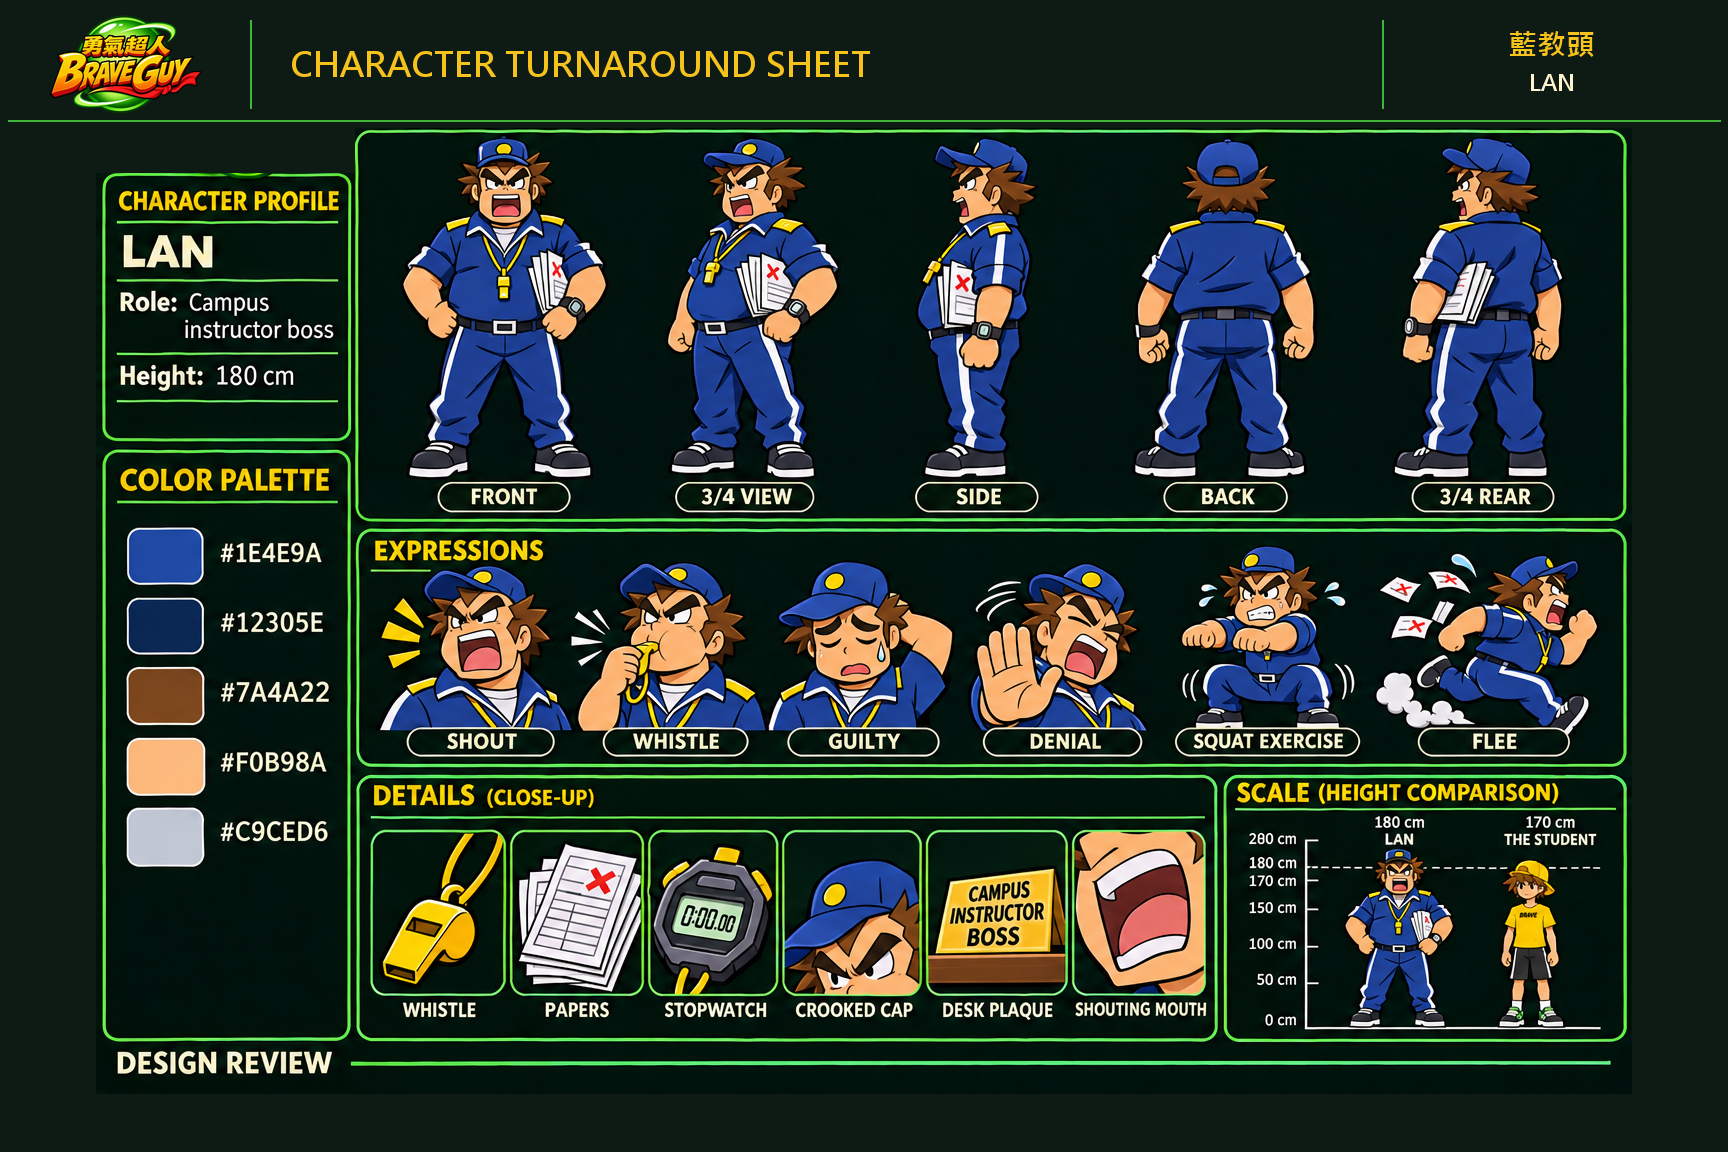 勇氣超人
BRAVE GUY
CHARACTER TURNAROUND SHEET
藍教頭
LAN
CHARACTER PROFILE
LAN
Role: Campus
instructor boss
Height: 180 cm
COLOR PALETTE
#1E4E9A
#12305E
#7A4A22
#F0B98A
#C9CED6
FRONT
3/4 VIEW
SIDE
BACK
3/4 REAR
EXPRESSIONS
SHOUT
WHISTLE
GUILTY
DENIAL
SQUAT EXERCISE
FLEE
DETAILS (CLOSE-UP)
0:00.00
CAMPUS
INSTRUCTOR
BOSS
WHISTLE
PAPERS
STOPWATCH
CROOKED CAP
DESK PLAQUE
SHOUTING MOUTH
SCALE (HEIGHT COMPARISON)
180 cm
LAN
170 cm
THE STUDENT
280 cm
180 cm
170 cm
150 cm
100 cm
50 cm
0 cm
BRAVE
DESIGN REVIEW